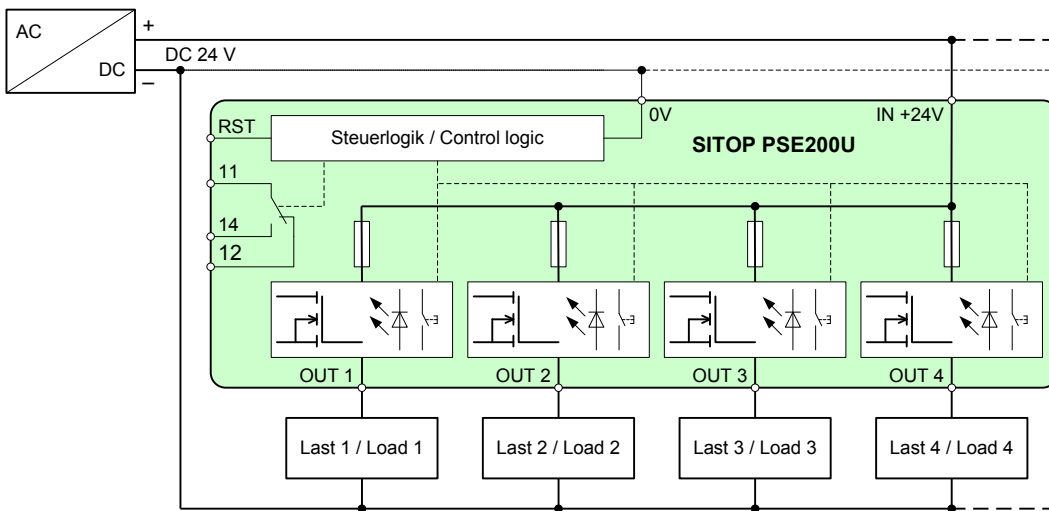 AC
+
DC 24 V
DC
–
0V
IN +24V
RST
Steuerlogik / Control logic
SITOP PSE200U
11
14
12
OUT 1
OUT 2
OUT 3
OUT 4
Last 1 / Load 1
Last 2 / Load 2
Last 3 / Load 3
Last 4 / Load 4